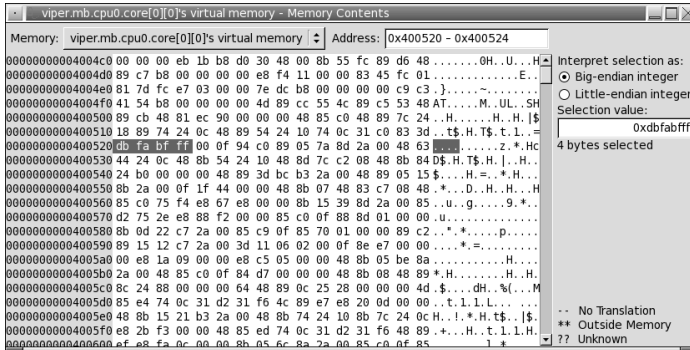 viper.mb.cpu0.core[0][0]'s virtual memory - Memory Contents
Memory: viper.mb.cpu0.core[0][0]'s virtual memory Address: 0x400520 – 0x400524
00000000004004c0 00 00 00 eb 1b b8 d0 30 48 00 8b 55 fc 89 d6 48 .......0H..U...H
00000000004004d0 89 c7 b8 00 00 00 00 e8 f4 11 00 00 83 45 fc 01 .............E..
00000000004004e0 81 7d fc e7 03 00 00 7e dc b8 00 00 00 00 c9 c3 .}.....~........
00000000004004f0 41 54 b8 00 00 00 00 4d 89 cc 55 4c 89 c5 53 48 AT.....M..UL..SH
0000000000400500 89 cb 48 81 ec 90 00 00 00 48 85 c0 48 89 7c 24 ..H......H..H.|$
0000000000400510 18 89 74 24 0c 48 89 54 24 10 74 0c 31 c0 83 3d ..t$.H.T$.t.1..=
0000000000400520 db fa bf ff 00 0f 94 c0 89 05 7a 8d 2a 00 48 63 ..........z.*.Hc
0000000000400530 44 24 0c 48 8b 54 24 10 48 8d 7c c2 08 48 8b 84 D$.H.T$.H.|..H..
0000000000400540 24 b0 00 00 00 48 89 3d bc b3 2a 00 48 89 05 15 $....H.=..*.H...
0000000000400550 8b 2a 00 0f 1f 44 00 00 48 8b 07 48 83 c7 08 48 .*...D..H..H...H
0000000000400560 85 c0 75 f4 e8 67 e8 00 00 8b 15 39 8d 2a 00 85 ..u..g.....9.*..
0000000000400570 d2 75 2e e8 88 f2 00 00 85 c0 0f 88 8d 01 00 00 .u..............
0000000000400580 8b 0d 22 c7 2a 00 85 c9 0f 85 70 01 00 00 89 c2 ..".*.....p.....
0000000000400590 89 15 12 c7 2a 00 3d 11 06 02 00 0f 8e e7 00 00 ....*.=.........
00000000004005a0 00 e8 1a 09 00 00 e8 c5 05 00 00 48 8b 05 be 8a ...........H....
00000000004005b0 2a 00 48 85 c0 0f 84 d7 00 00 00 48 8b 08 48 89 *.H........H..H.
00000000004005c0 8c 24 88 00 00 00 64 48 89 0c 25 28 00 00 00 4d .$....dH..%(...M
00000000004005d0 85 e4 74 0c 31 d2 31 f6 4c 89 e7 e8 20 0d 00 00 ..t.1.1.L... ...
00000000004005e0 48 8b 15 21 b3 2a 00 48 8b 74 24 10 8b 7c 24 0c H..!.*.H.t$..|$.
00000000004005f0 e8 2b f3 00 00 48 85 ed 74 0c 31 d2 31 f6 48 89 .+...H..t.1.1.H.
Interpret selection as:
Big-endian integer
Little-endian integer
Selection value:
0xdbfabfff
4 bytes selected
-- No Translation
** Outside Memory
?? Unknown